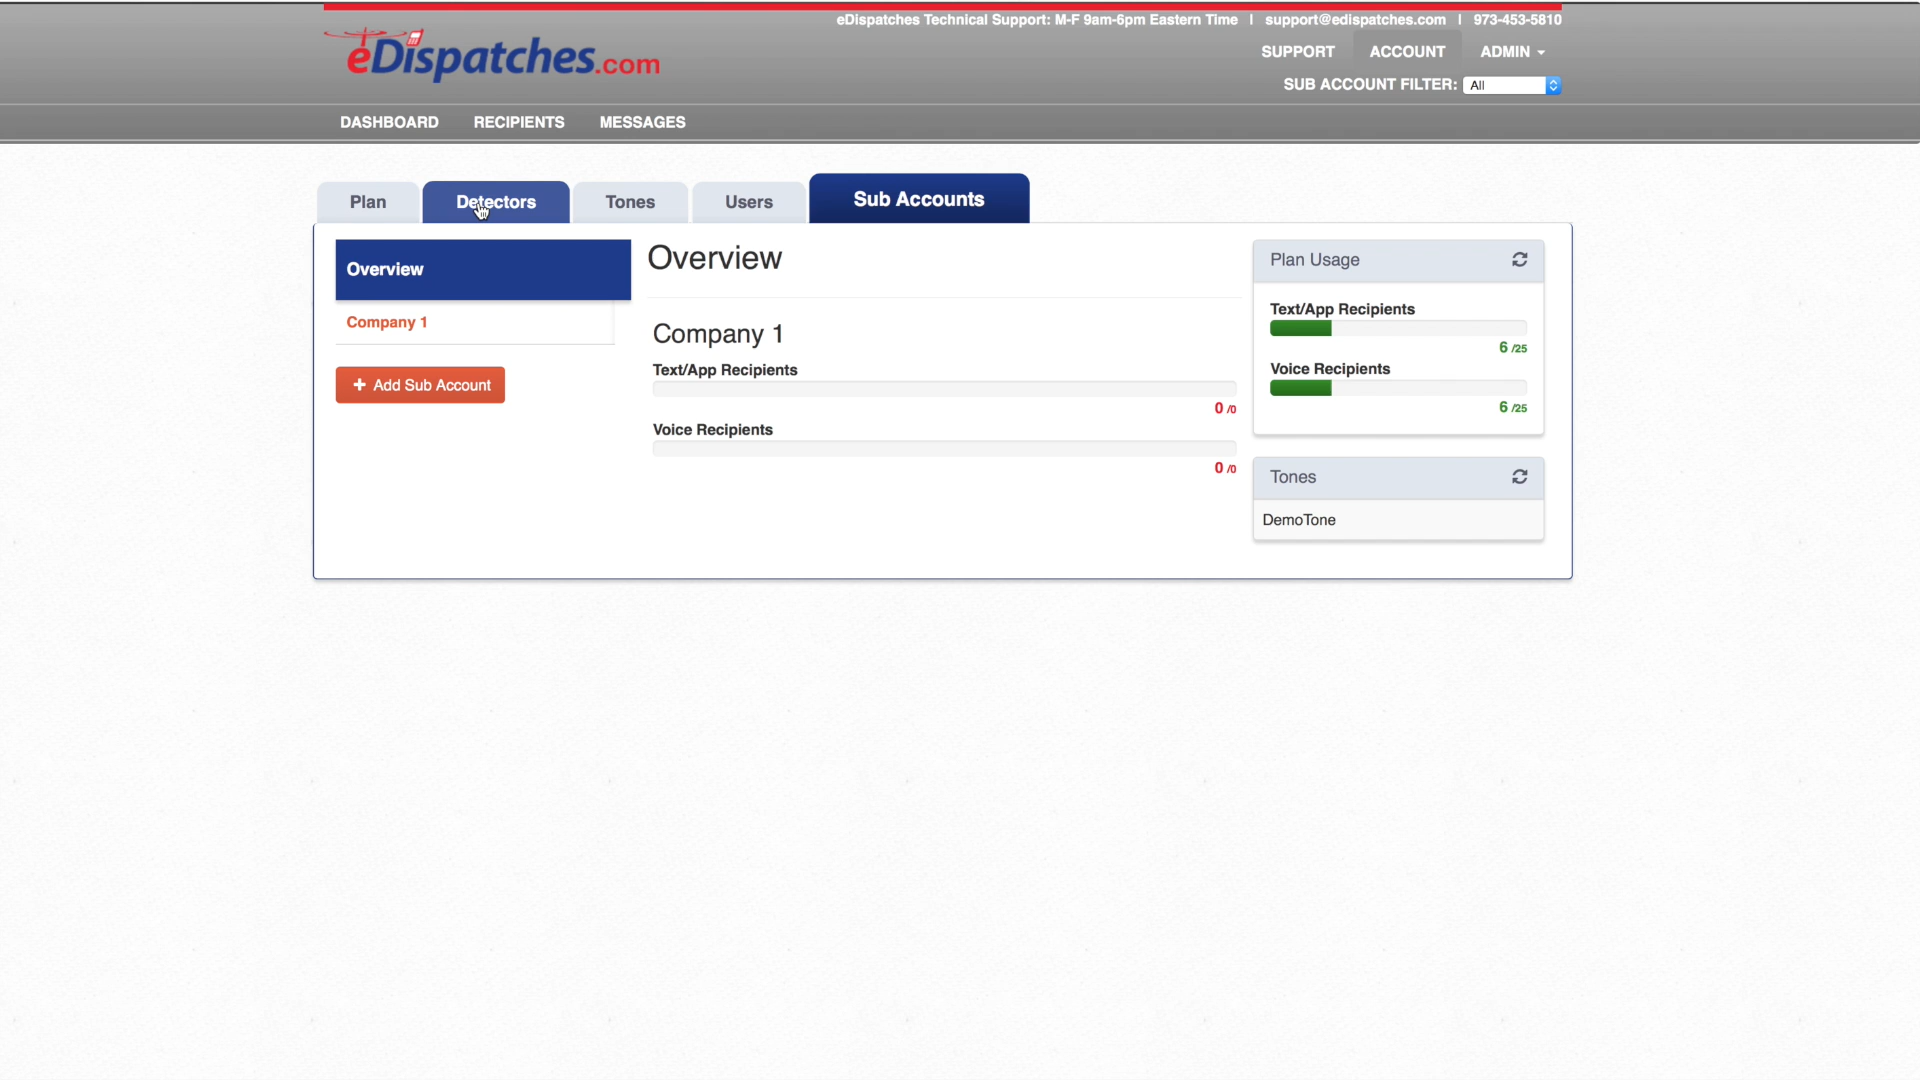 eDispatches Technical Support: M-F 9am-6pm Eastern Time | support@edispatches.com | 973-453-5810
eDispatches.com
SUPPORT ACCOUNT ADMIN
SUB ACCOUNT FILTER: All
DASHBOARD RECIPIENTS MESSAGES
Plan Detectors Tones Users Sub Accounts
Overview
Company 1
+ Add Sub Account
Overview
Company 1
Text/App Recipients
0 /0
Voice Recipients
0 /0
Plan Usage
Text/App Recipients
6 /25
Voice Recipients
6 /25
Tones
DemoTone